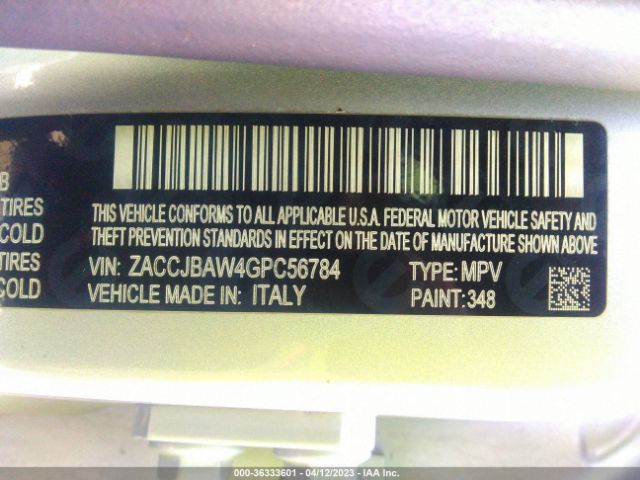 B
TIRES
COLD
TIRES
COLD
THIS VEHICLE CONFORMS TO ALL APPLICABLE U.S.A. FEDERAL MOTOR VEHICLE SAFETY AND
THEFT PREVENTION STANDARDS IN EFFECT ON THE DATE OF MANUFACTURE SHOWN ABOVE
VIN: ZACCJBAW4GPC56784 TYPE: MPV
VEHICLE MADE IN: ITALY PAINT: 348
000-36333601 - 04/12/2023 - IAA Inc.